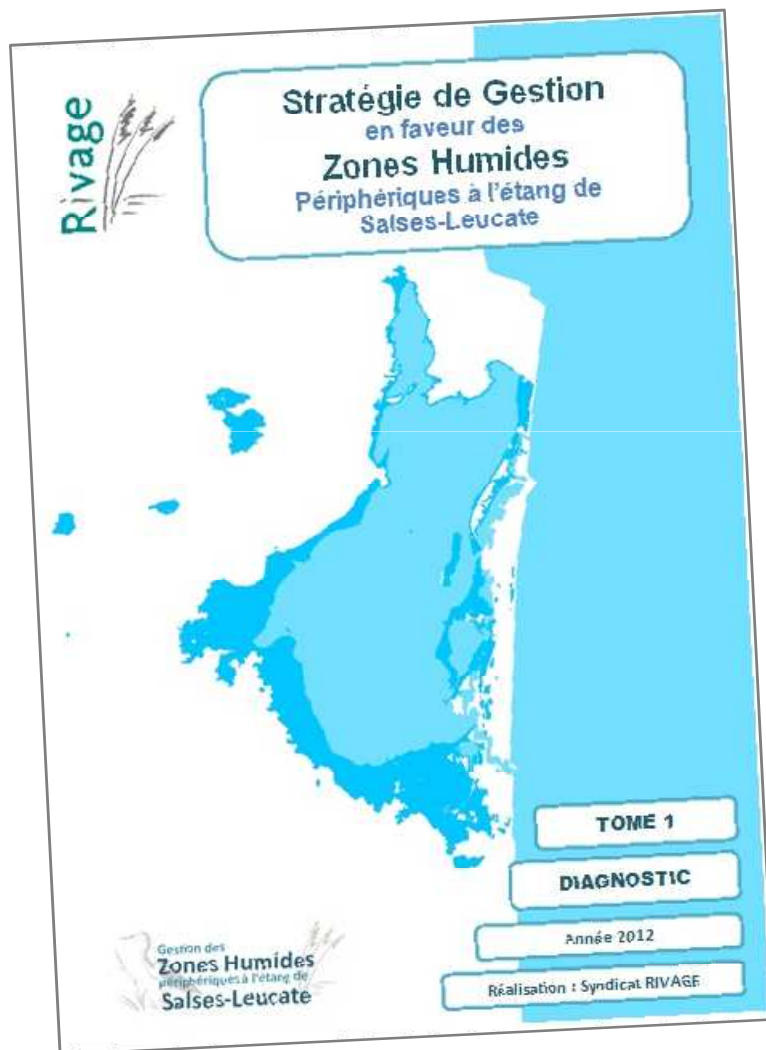 Rivage
Stratégie de Gestion
en faveur des
Zones Humides
Périphériques à l'étang de
Salses-Leucate
TOME 1
DIAGNOSTIC
Année 2012
Réalisation : Syndicat RIVAGE
Gestion des
Zones Humides
périphériques à l'étang de
Salses-Leucate